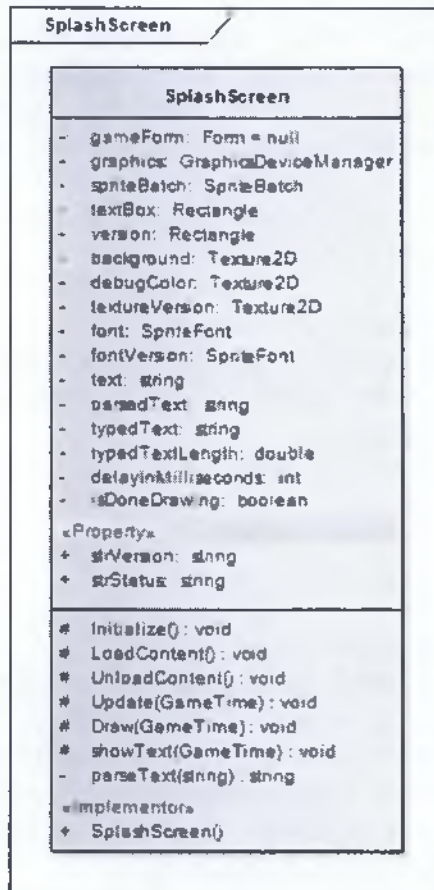 SplashScreen
SplashScreen
- gameForm: Form = null
- graphics: GraphicsDeviceManager
- spriteBatch: SpriteBatch
- textBox: Rectangle
- version: Rectangle
- background: Texture2D
- debugColor: Texture2D
- textureVersion: Texture2D
- font: SpriteFont
- fontVersion: SpriteFont
- text: string
- parsedText: string
- typedText: string
- typedTextLength: double
- delayInMilliseconds: int
- isDoneDrawing: boolean
«Property»
+ strVersion: string
+ strStatus: string
# Initialize() : void
# LoadContent() : void
# UnloadContent() : void
# Update(GameTime) : void
# Draw(GameTime) : void
# showText(GameTime) : void
- parseText(string) : string
«implementor»
+ SplashScreen()